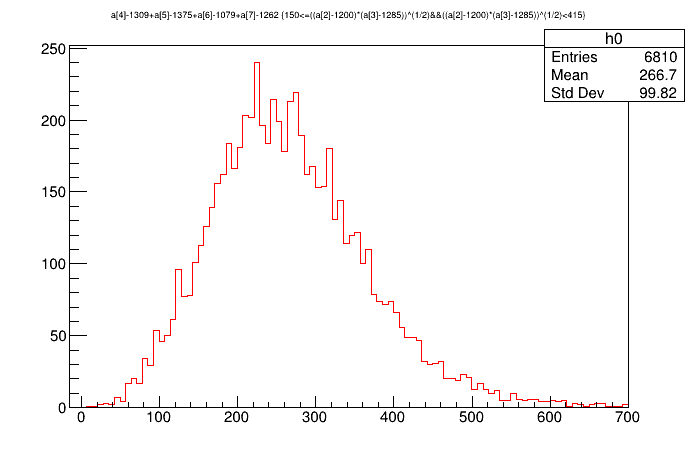 a[4]-1309+a[5]-1375+a[6]-1079+a[7]-1262 (150<=((a[2]-1200)*(a[3]-1285))^(1/2)&&((a[2]-1200)*(a[3]-1285))^(1/2)<415)
h0
Entries 6810
Mean 266.7
Std Dev 99.82
250
200
150
100
50
0
0 100 200 300 400 500 600 700